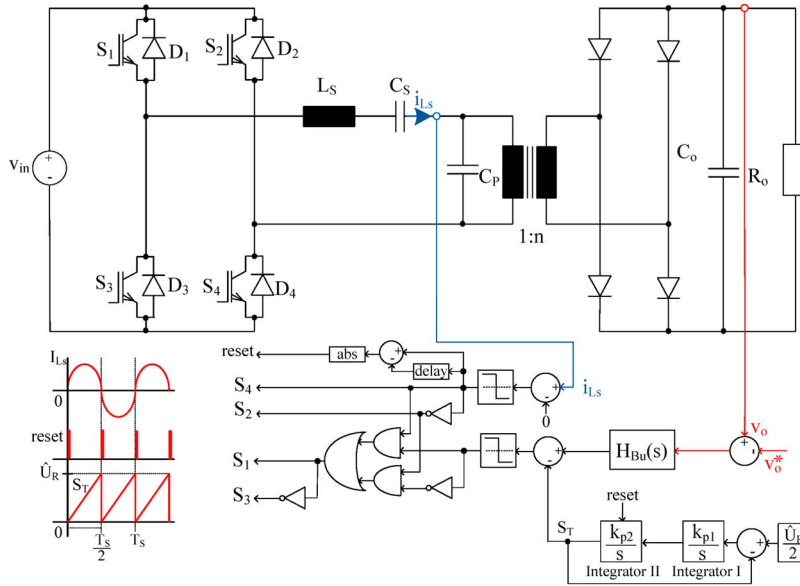 S1
D1
S2
D2
LS
CS
iLs
vin
CP
Co
Ro
1:n
S3
D3
S4
D4
ILs
0
reset
ÛR
ST
0
TS
2
TS
reset
abs
+
-
delay
S4
S2
S1
S3
+
-
0
iLs
+
-
HBu(s)
vo
+
-
vo*
reset
ST
kp2
s
Integrator II
kp1
s
Integrator I
+
-
ÛR
2